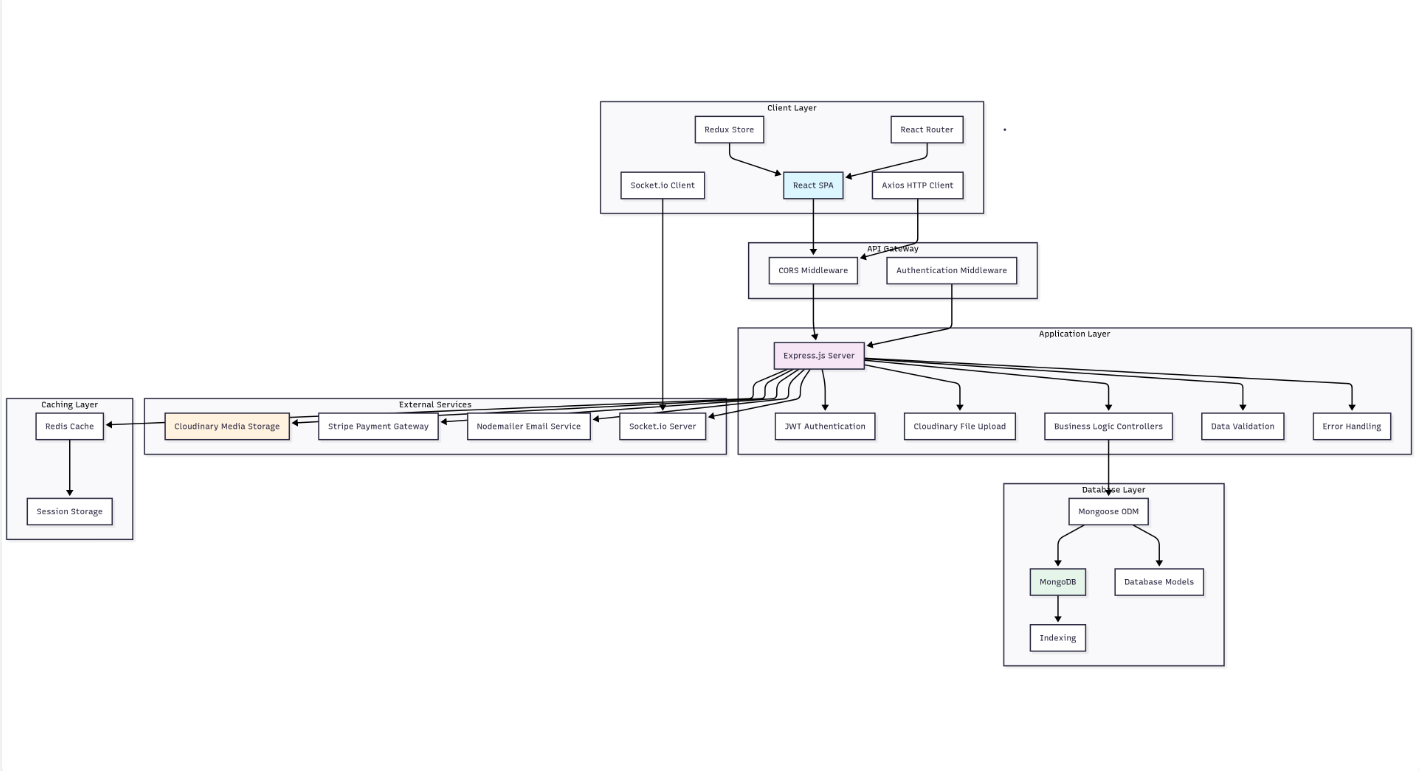 Client Layer
Redux Store
React Router
Socket.io Client
React SPA
Axios HTTP Client
API Gateway
CORS Middleware
Authentication Middleware
Application Layer
Express.js Server
Caching Layer
External Services
Redis Cache
Cloudinary Media Storage
Stripe Payment Gateway
Nodemailer Email Service
Socket.io Server
JWT Authentication
Cloudinary File Upload
Business Logic Controllers
Data Validation
Error Handling
Database Layer
Session Storage
Mongoose ODM
MongoDB
Database Models
Indexing